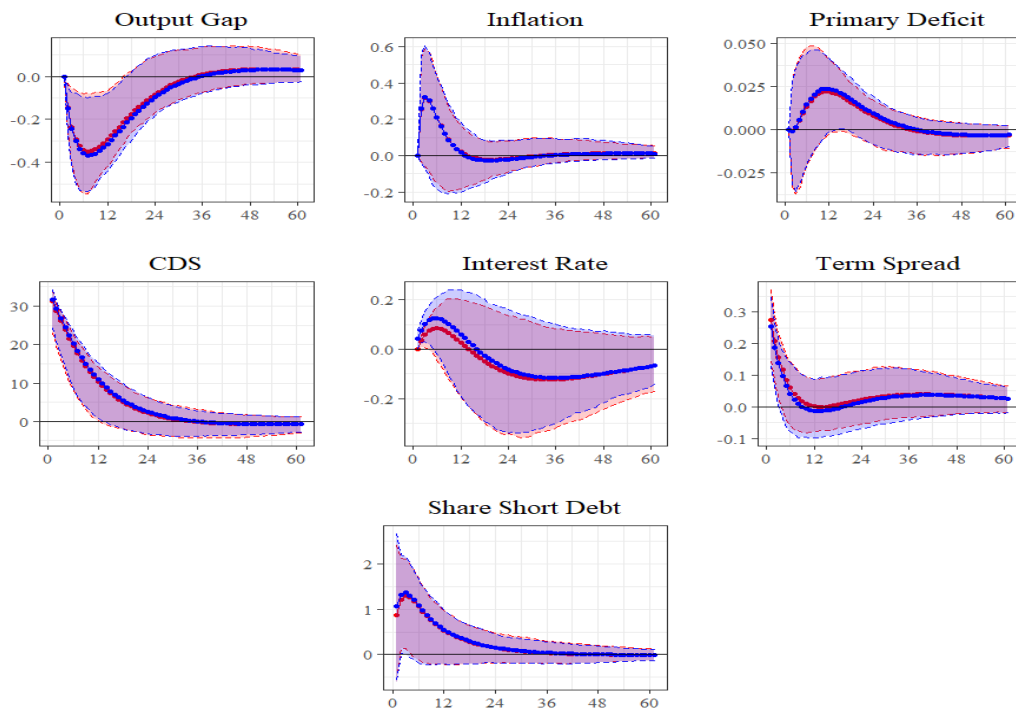 Output Gap Inflation Primary Deficit
0.0
-0.2
-0.4
0 12 24 36 48 60
0.6
0.4
0.2
0.0
-0.2
0 12 24 36 48 60
0.050
0.025
0.000
-0.025
0 12 24 36 48 60
CDS Interest Rate Term Spread
30
20
10
0
0 12 24 36 48 60
0.2
0.0
-0.2
0 12 24 36 48 60
0.3
0.2
0.1
0.0
-0.1
0 12 24 36 48 60
Share Short Debt
2
1
0
0 12 24 36 48 60